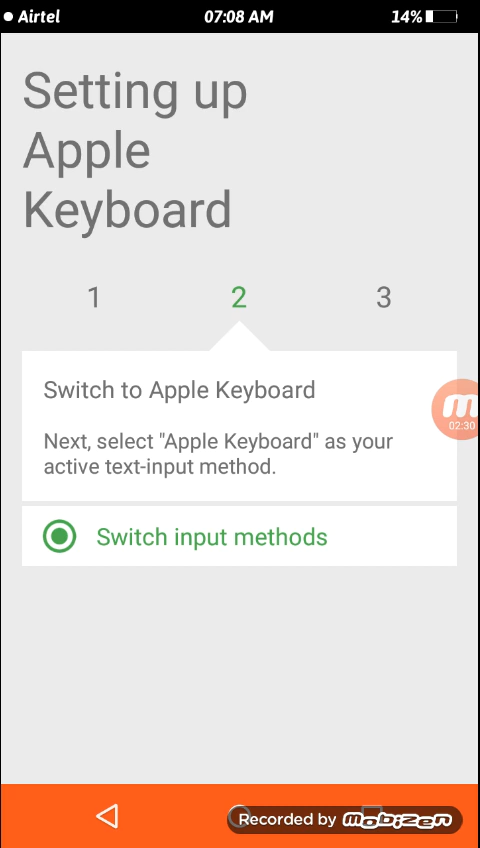 Airtel 07:08 AM 14%
Setting up
Apple
Keyboard
1 2 3
Switch to Apple Keyboard
Next, select "Apple Keyboard" as your
active text-input method.
m
02:30
Switch input methods
Recorded by mobizen